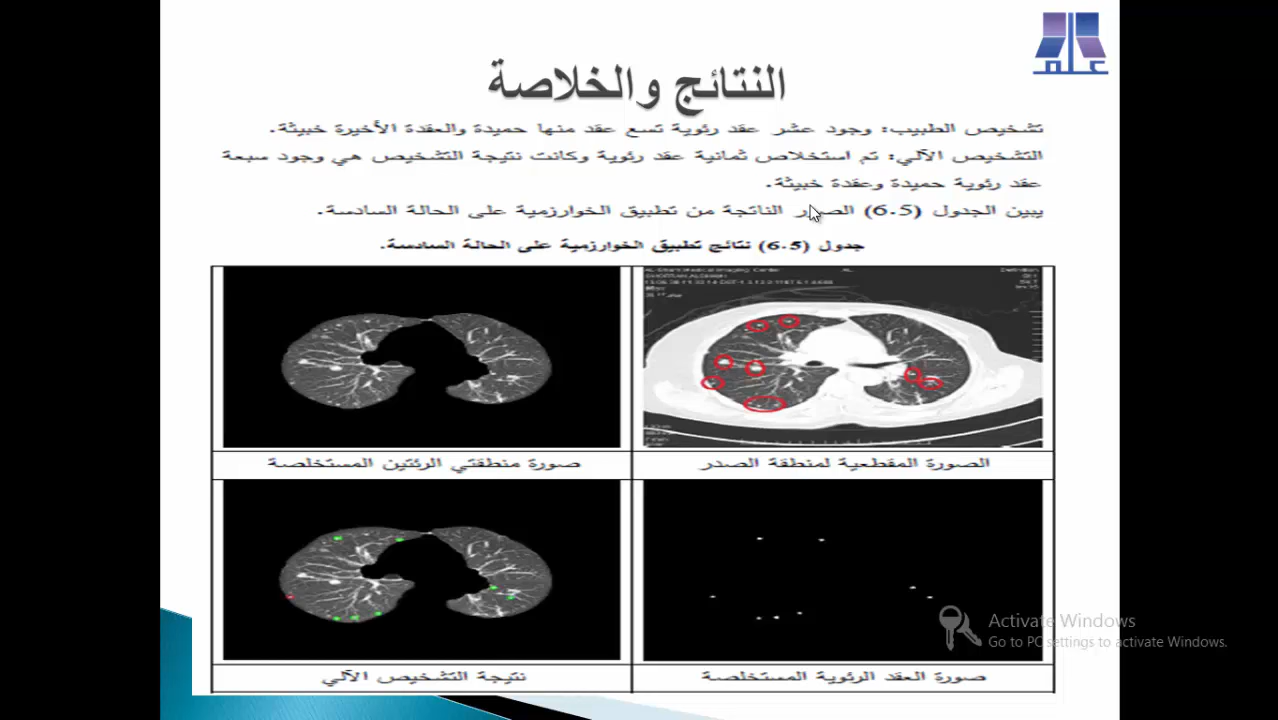 علم
النتائج والخلاصة
تشخيص الطبيب: وجود عشر عقد رئوية تسع عقد منها حميدة والعقدة الأخيرة خبيثة.
التشخيص الآلي: تم استخلاص ثمانية عقد رئوية وكانت نتيجة التشخيص هي وجود سبعة
عقد رئوية حميدة وعقدة خبيثة.
يبين الجدول (6.5) الصور الناتجة من تطبيق الخوارزمية على الحالة السادسة.
جدول (6.5) نتائج تطبيق الخوارزمية على الحالة السادسة.
الصورة المقطعية لمنطقة الصدر
صورة منطقتي الرئتين المستخلصة
صورة العقد الرئوية المستخلصة
نتيجة التشخيص الآلي
Activate Windows
Go to PC settings to activate Windows.